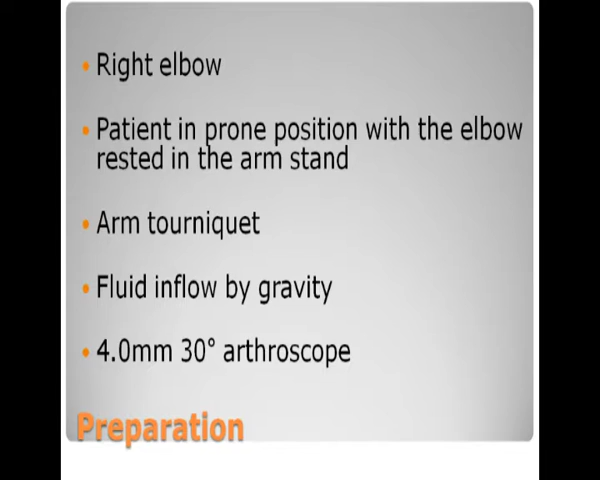 • Right elbow
• Patient in prone position with the elbow
rested in the arm stand
• Arm tourniquet
• Fluid inflow by gravity
• 4.0mm 30° arthroscope
Preparation